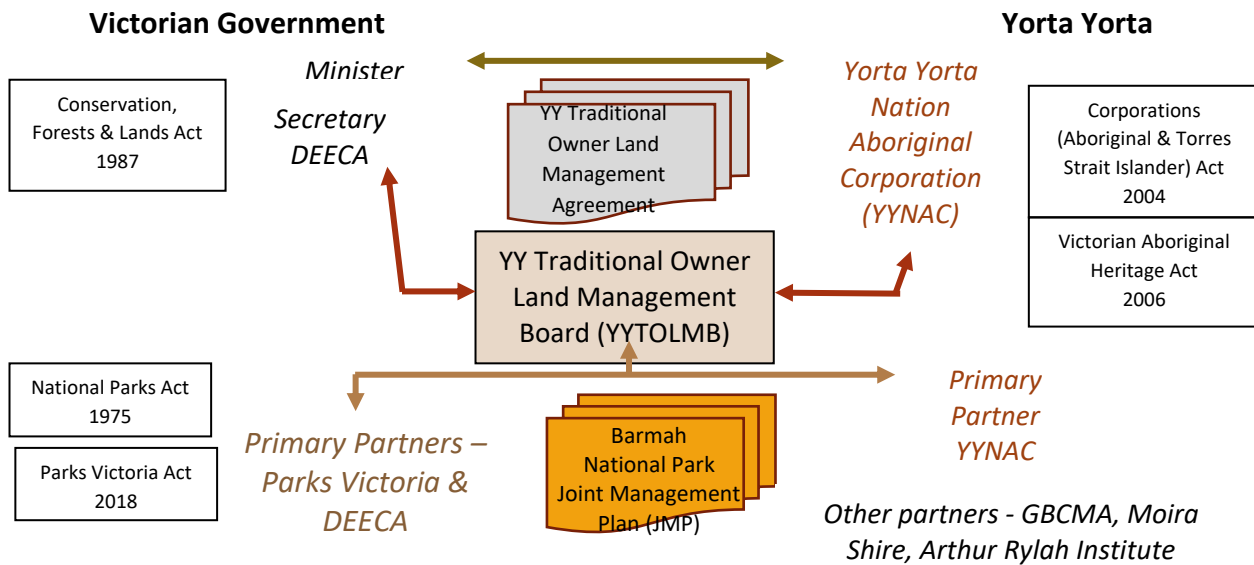 Victorian Government
Yorta Yorta
Minister
Secretary
DEECA
Conservation,
Forests & Lands Act
1987
YY Traditional
Owner Land
Management
Agreement
Yorta Yorta
Nation
Aboriginal
Corporation
(YYNAC)
Corporations
(Aboriginal & Torres
Strait Islander) Act
2004
Victorian Aboriginal
Heritage Act
2006
YY Traditional Owner
Land Management
Board (YYTOLMB)
National Parks Act
1975
Parks Victoria Act
2018
Primary Partners –
Parks Victoria &
DEECA
Barmah
National Park
Joint Management
Plan (JMP)
Primary
Partner
YYNAC
Other partners - GBCMA, Moira
Shire, Arthur Rylah Institute